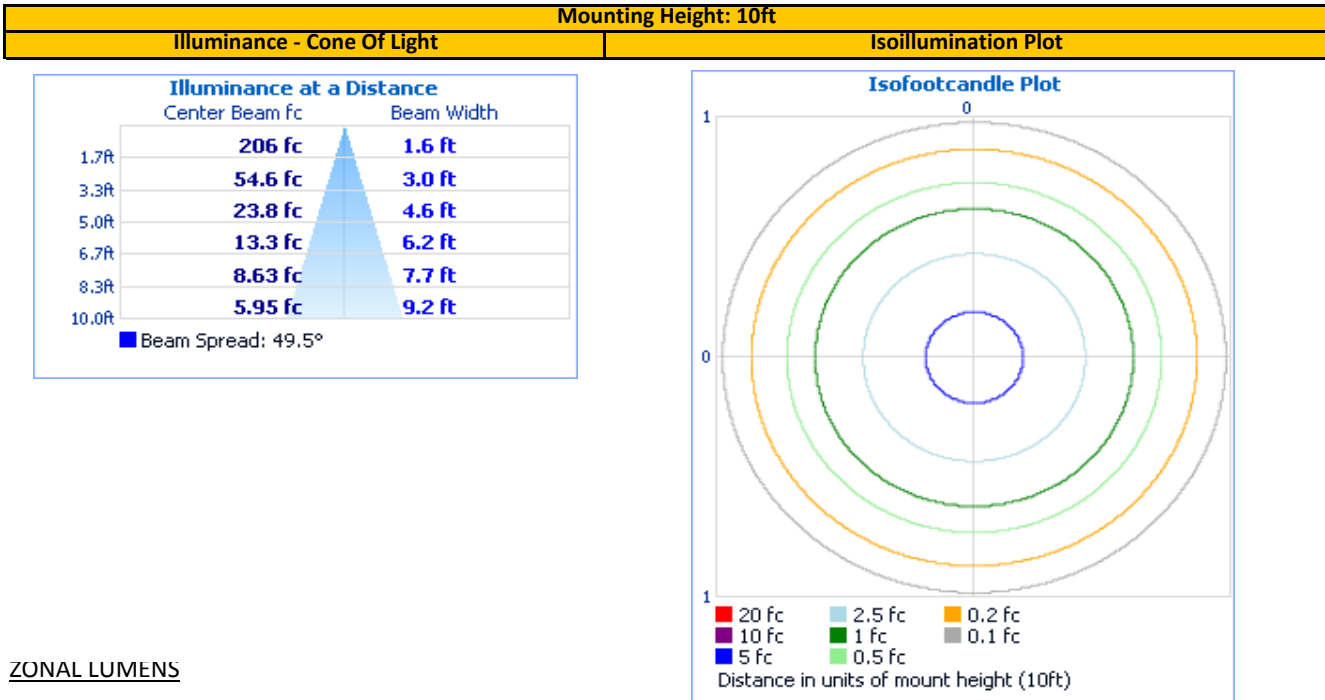 Mounting Height: 10ft
Illuminance - Cone Of Light
Isoillumination Plot
Illuminance at a Distance
Center Beam fc Beam Width
1.7ft 206 fc 1.6 ft
3.3ft 54.6 fc 3.0 ft
5.0ft 23.8 fc 4.6 ft
6.7ft 13.3 fc 6.2 ft
8.3ft 8.63 fc 7.7 ft
10.0ft 5.95 fc 9.2 ft
Beam Spread: 49.5°
Isofootcandle Plot
0
1
0
1
20 fc 2.5 fc 0.2 fc
10 fc 1 fc 0.1 fc
5 fc 0.5 fc
Distance in units of mount height (10ft)
ZONAL LUMENS